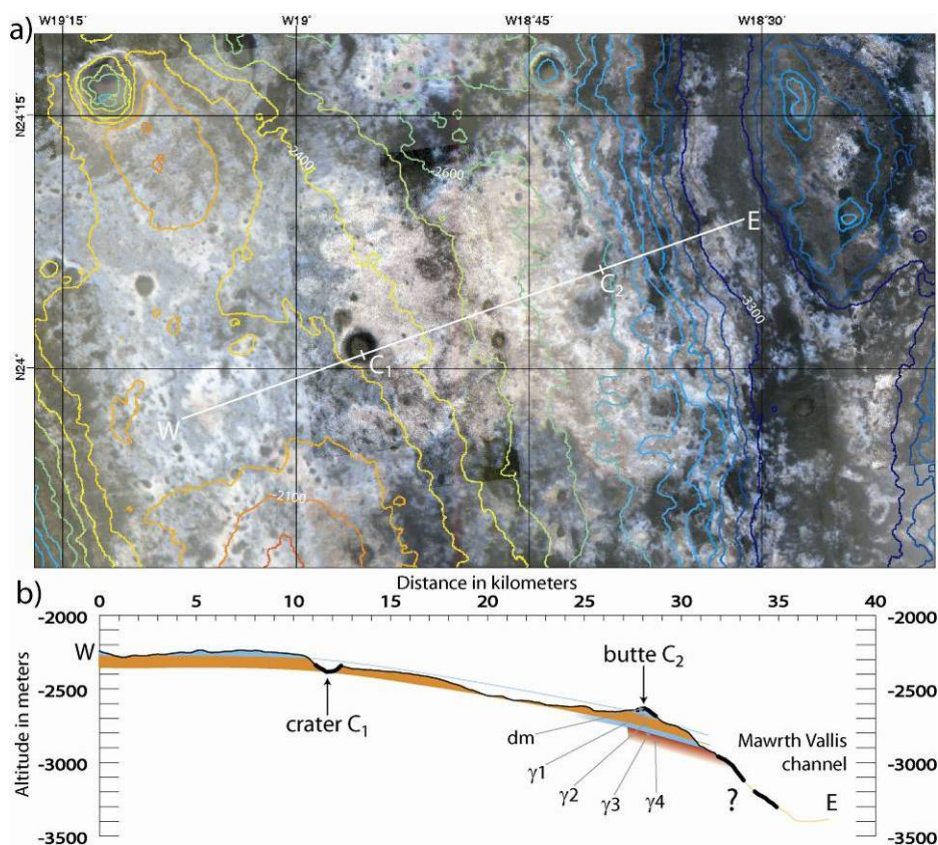 W19°15´ W19° W18°45´ W18°30´
a)
N24°15´
-2400
-2600
E
C2
-3300
N24°
C1
W
-2100
b) Distance in kilometers
0 5 10 15 20 25 30 35 40
-2000 -2000
W
butte C2
-2500 -2500
crater C1
dm
Mawrth Vallis
channel
γ1
-3000 -3000
γ2
γ3 γ4
?
E
-3500 -3500
Altitude in meters